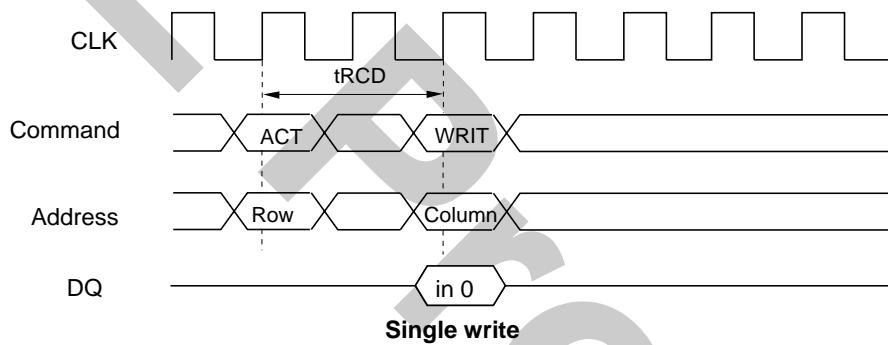 CLK
tRCD
Command ACT WRIT
Address Row Column
DQ in 0
Single write